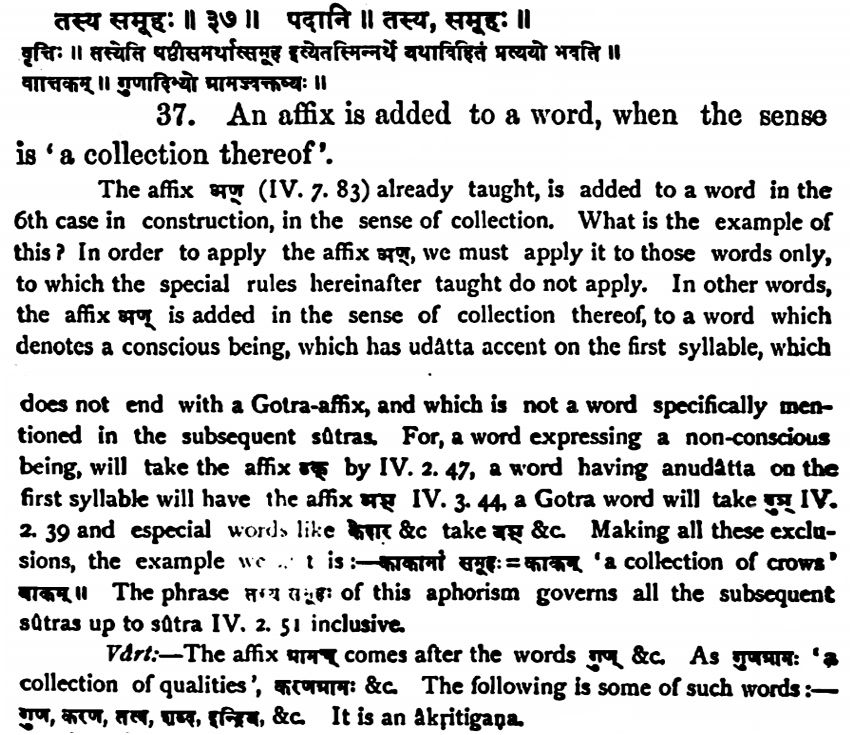 तस्य समूहः ॥ ३७॥ पदानि ॥ तस्य, समूहः ॥
वृत्तिः ॥ तस्येति षष्ठीसमर्थात्समूह इत्येतस्मिन्नर्थे यथाविहितं प्रत्ययो भवति ॥
॥ गुणादिभ्यो ग्रामज्वक्तव्यः ॥
37. An affix is added to a word, when the sense
is ‘a collection thereof’.
The affix अण् (IV. 7. 83) already taught, is added to a word in the
6th case in construction, in the sense of collection. What is the example of
this? In order to apply the affix अण्, we must apply it to those words only,
to which the special rules hereinafter taught do not apply. In other words,
the affix अण् is added in the sense of collection thereof, to a word which
denotes a conscious being, which has udâtta accent on the first syllable, which
does not end with a Gotra-affix, and which is not a word specifically men-
tioned in the subsequent sûtras. For, a word expressing a non-conscious
being, will take the affix ठक् by IV. 2. 47, a word having anudâtta on the
first syllable will have the affix अञ् IV. 3. 44, a Gotra word will take वुञ् IV.
2. 39 and especial words like केदार &c take यञ् &c. Making all these exclu-
sions, the example is :—काकानां समूहः = काकम् ‘a collection of crows’
बाकम् ॥ The phrase तस्य समूहः of this aphorism governs all the subsequent
sûtras up to sûtra IV. 2. 51 inclusive.
Vârt:—The affix ग्रामच् comes after the words गुण &c. As गुणग्रामः ‘a
collection of qualities’, करणग्रामः &c. The following is some of such words :—
गुण, करण, तत्त्व, शब्द, इन्द्रिय, &c. It is an âkṛitigaṇa.